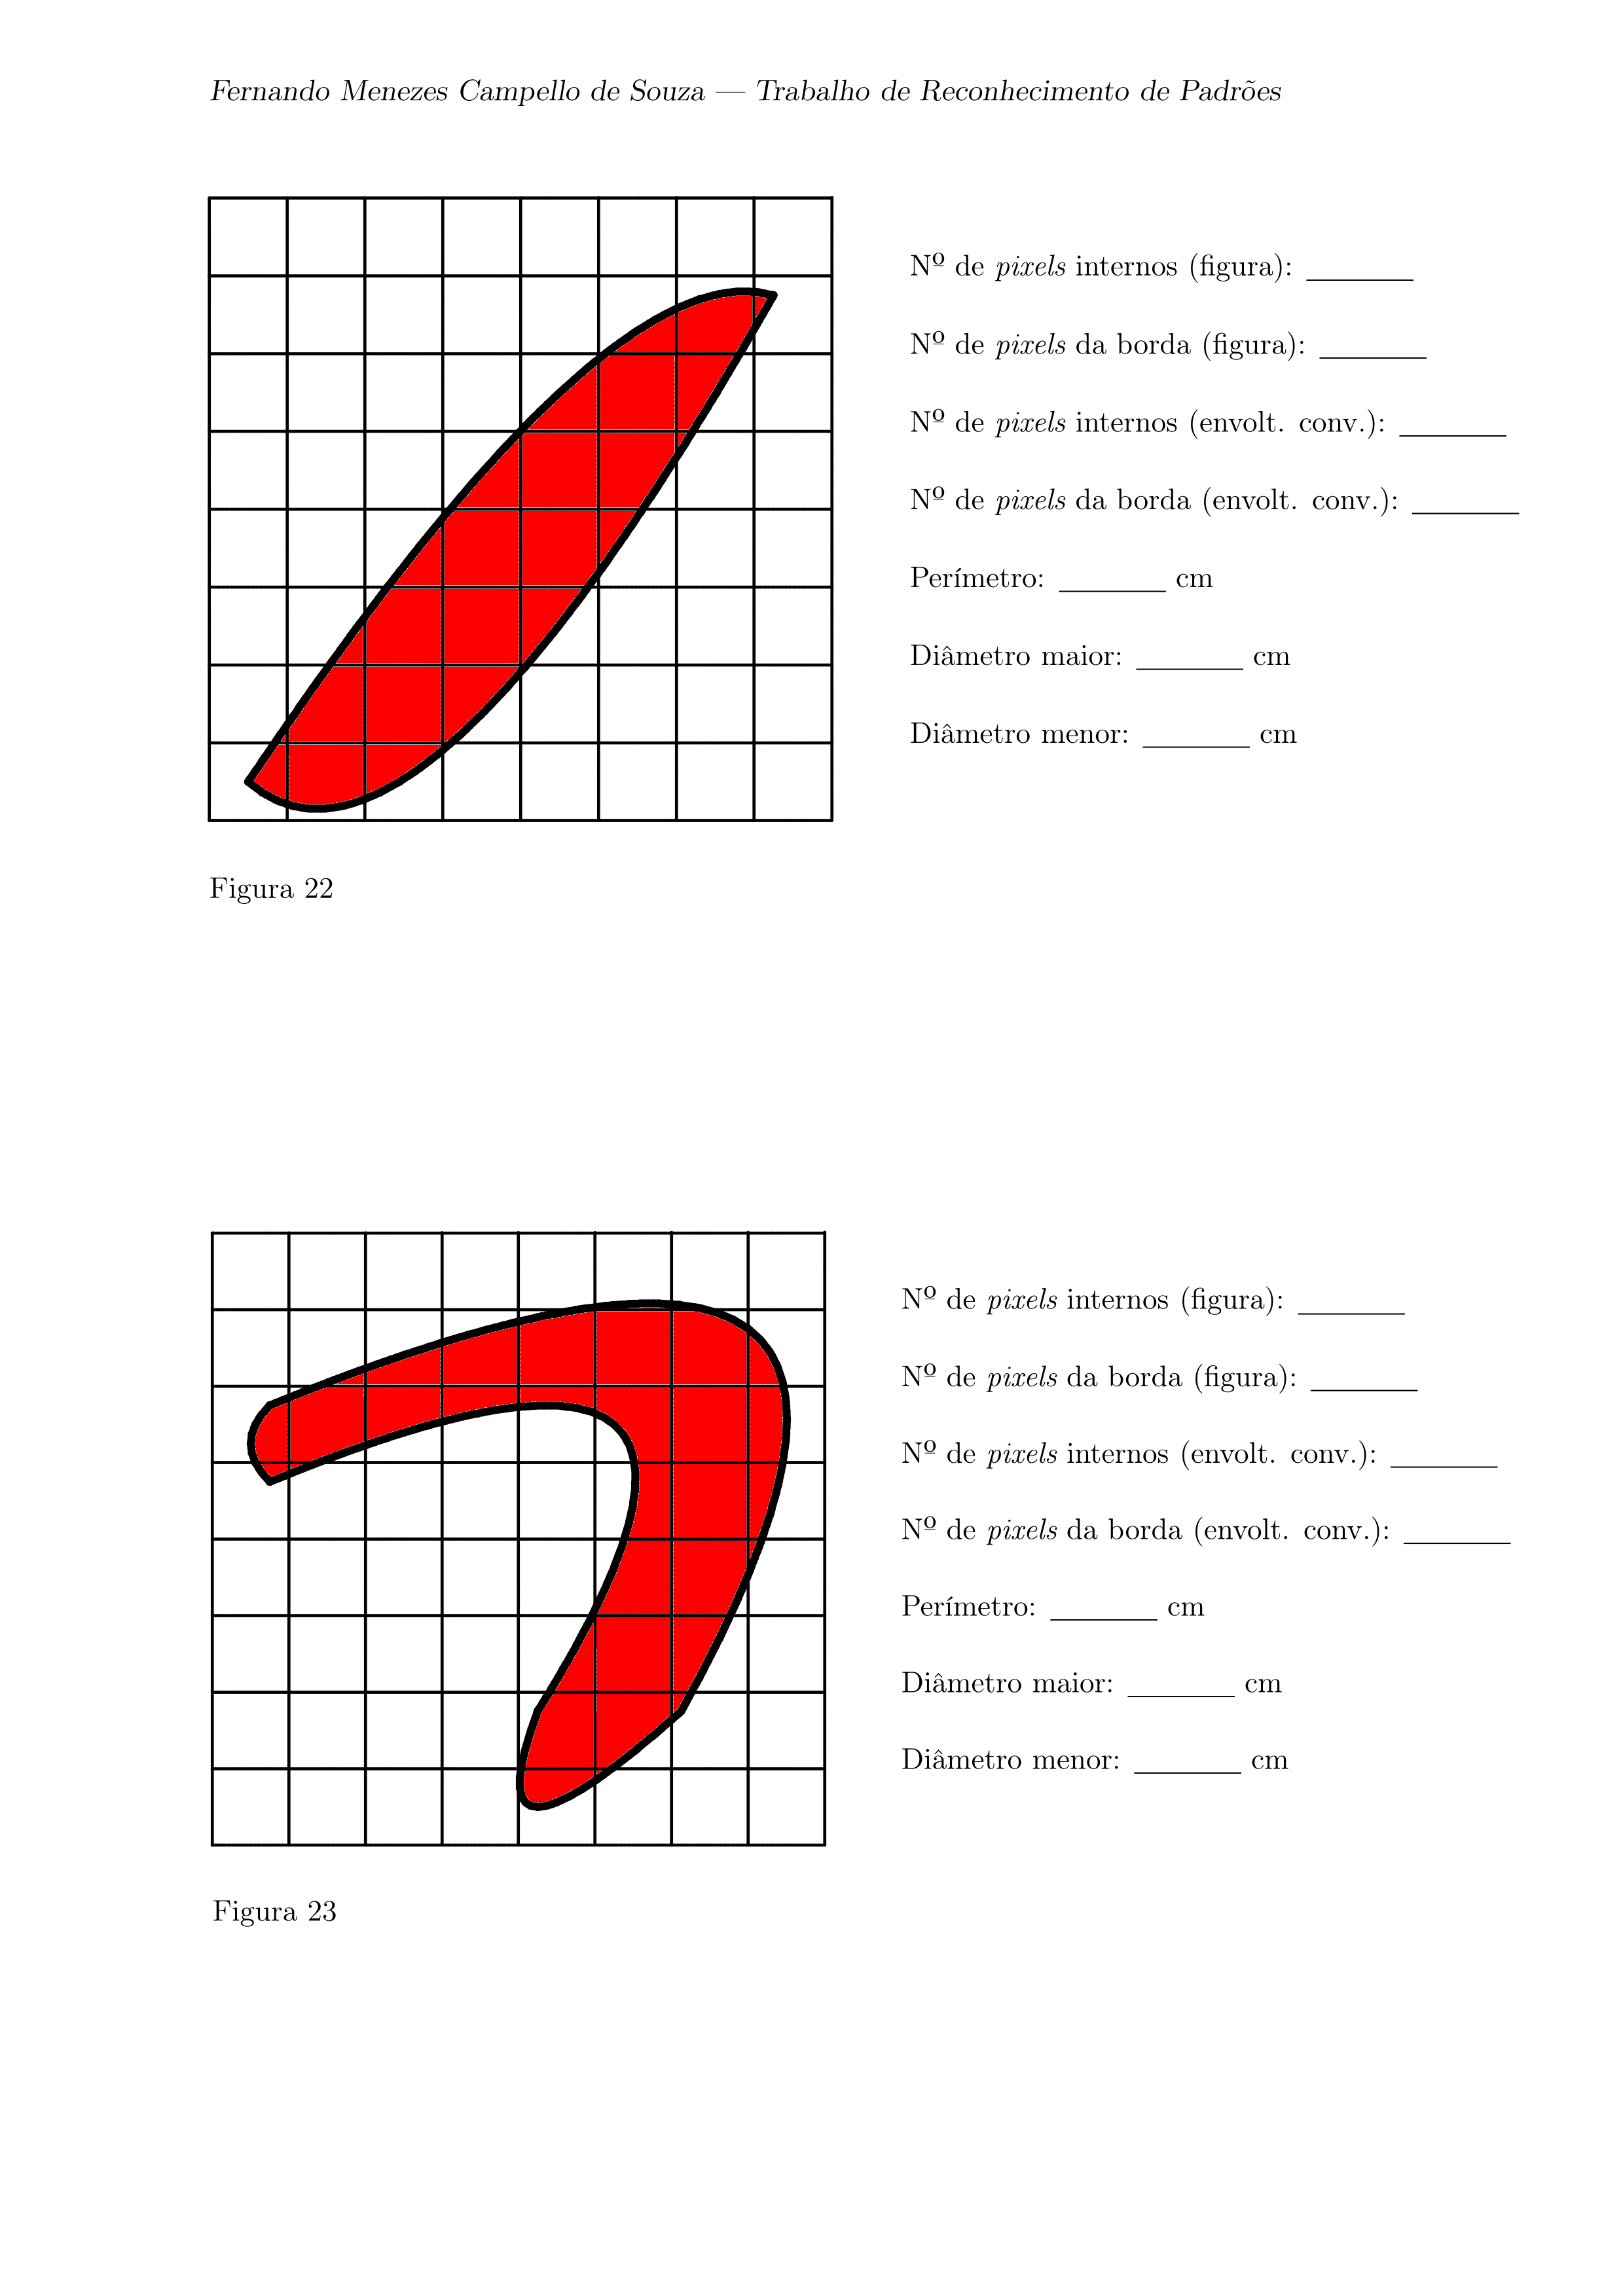 Fernando Menezes Campello de Souza — Trabalho de Reconhecimento de Padrões
Nº de pixels internos (figura): _______
Nº de pixels da borda (figura): _______
Nº de pixels internos (envolt. conv.): _______
Nº de pixels da borda (envolt. conv.): _______
Perímetro: _______ cm
Diâmetro maior: _______ cm
Diâmetro menor: _______ cm
Figura 22
Nº de pixels internos (figura): _______
Nº de pixels da borda (figura): _______
Nº de pixels internos (envolt. conv.): _______
Nº de pixels da borda (envolt. conv.): _______
Perímetro: _______ cm
Diâmetro maior: _______ cm
Diâmetro menor: _______ cm
Figura 23